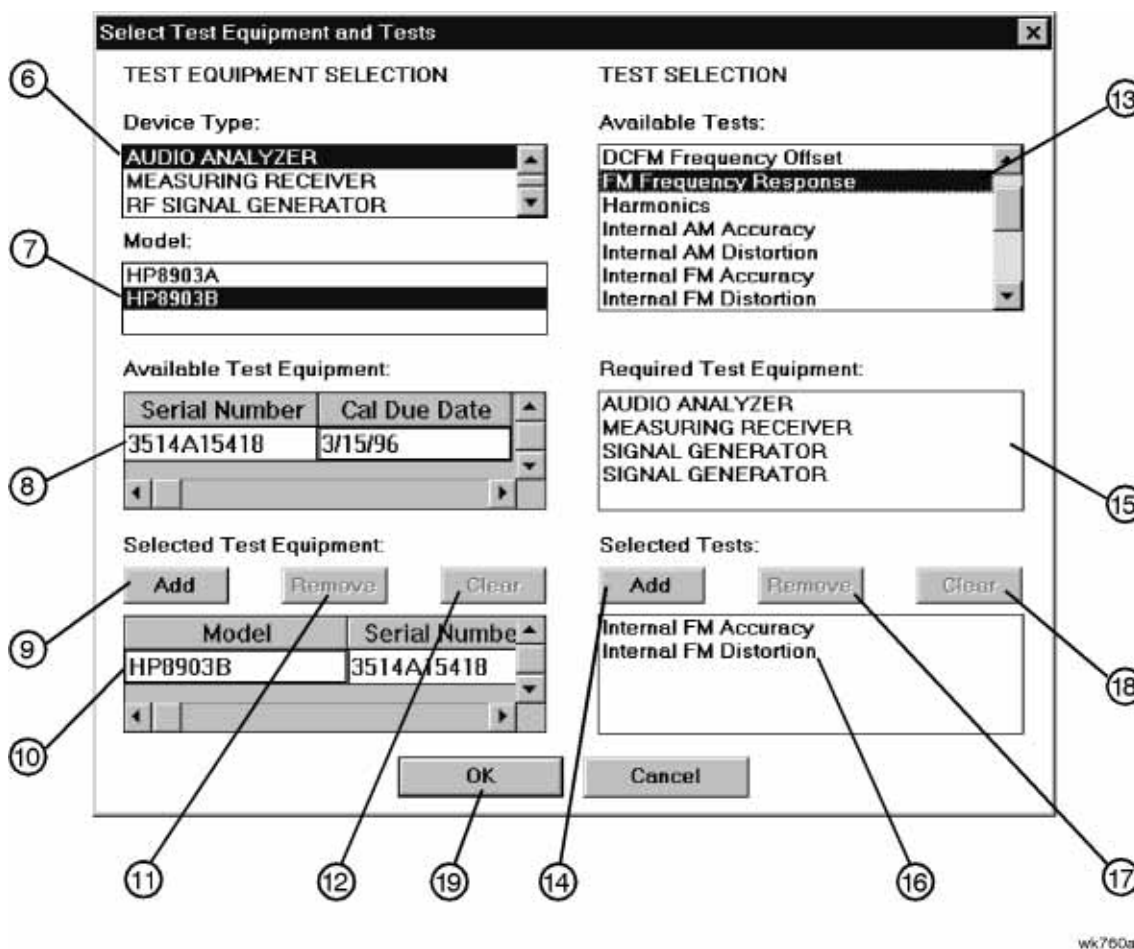 Select Test Equipment and Tests
TEST EQUIPMENT SELECTION
Device Type:
AUDIO ANALYZER
MEASURING RECEIVER
RF SIGNAL GENERATOR
Model:
HP8903A
HP8903B
Available Test Equipment:
Serial Number Cal Due Date
3514A15418 3/15/96
Selected Test Equipment:
Add Remove Clear
Model Serial Numbe
HP8903B 3514A15418
TEST SELECTION
Available Tests:
DCFM Frequency Offset
FM Frequency Response
Harmonics
Internal AM Accuracy
Internal AM Distortion
Internal FM Accuracy
Internal FM Distortion
Required Test Equipment:
AUDIO ANALYZER
MEASURING RECEIVER
SIGNAL GENERATOR
SIGNAL GENERATOR
Selected Tests:
Add Remove Clear
Internal FM Accuracy
Internal FM Distortion
OK Cancel
6
7
8
9
10
11 12 19 14 16 17
13
15
18
wk760a